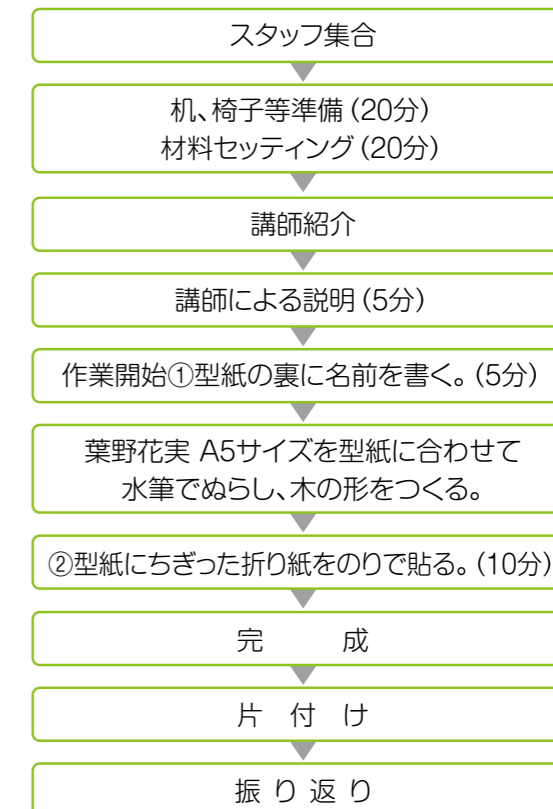 スタッフ集合
机、椅子等準備(20分)
材料セッティング(20分)
講師紹介
講師による説明(5分)
作業開始①型紙の裏に名前を書く。(5分)
葉野花実 A5サイズを型紙に合わせて
水筆でぬらし、木の形をつくる。
②型紙にちぎった折り紙をのりで貼る。(10分)
完　成
片 付 け
振 り 返 り